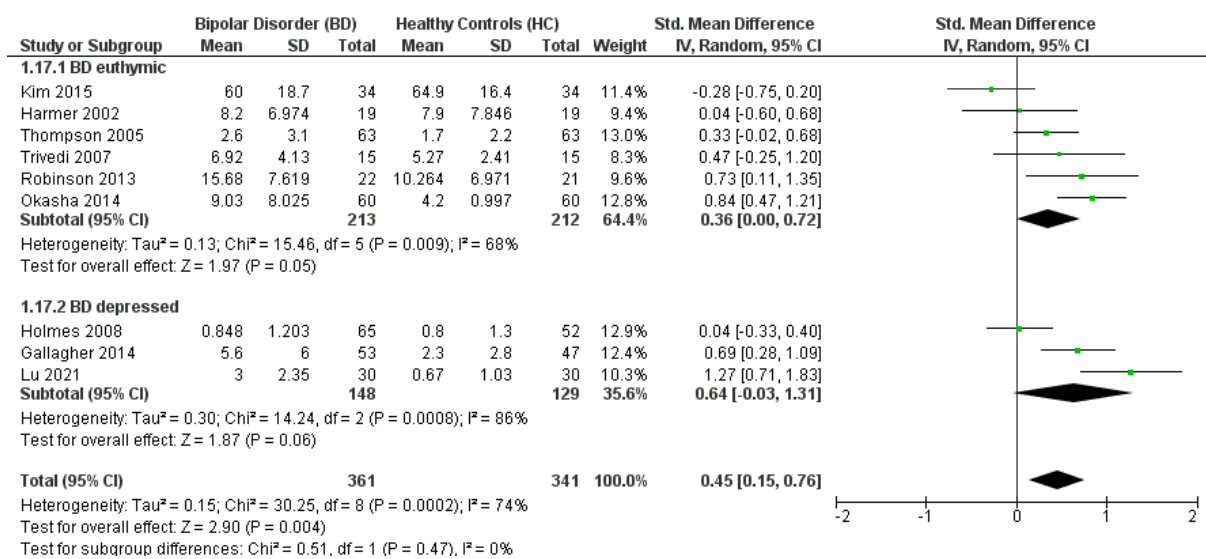 Bipolar Disorder (BD) Healthy Controls (HC) Std. Mean Difference Std. Mean Difference
Study or Subgroup Mean SD Total Mean SD Total Weight IV, Random, 95% CI IV, Random, 95% CI
1.17.1 BD euthymic
Kim 2015 60 18.7 34 64.9 16.4 34 11.4% -0.28 [-0.75, 0.20]
Harmer 2002 8.2 6.974 19 7.9 7.846 19 9.4% 0.04 [-0.60, 0.68]
Thompson 2005 2.6 3.1 63 1.7 2.2 63 13.0% 0.33 [-0.02, 0.68]
Trivedi 2007 6.92 4.13 15 5.27 2.41 15 8.3% 0.47 [-0.25, 1.20]
Robinson 2013 15.68 7.619 22 10.264 6.971 21 9.6% 0.73 [0.11, 1.35]
Okasha 2014 9.03 8.025 60 4.2 0.997 60 12.8% 0.84 [0.47, 1.21]
Subtotal (95% CI) 213 212 64.4% 0.36 [0.00, 0.72]
Heterogeneity: Tau² = 0.13; Chi² = 15.46, df = 5 (P = 0.009); I² = 68%
Test for overall effect: Z = 1.97 (P = 0.05)
1.17.2 BD depressed
Holmes 2008 0.848 1.203 65 0.8 1.3 52 12.9% 0.04 [-0.33, 0.40]
Gallagher 2014 5.6 6 53 2.3 2.8 47 12.4% 0.69 [0.28, 1.09]
Lu 2021 3 2.35 30 0.67 1.03 30 10.3% 1.27 [0.71, 1.83]
Subtotal (95% CI) 148 129 35.6% 0.64 [-0.03, 1.31]
Heterogeneity: Tau² = 0.30; Chi² = 14.24, df = 2 (P = 0.0008); I² = 86%
Test for overall effect: Z = 1.87 (P = 0.06)
Total (95% CI) 361 341 100.0% 0.45 [0.15, 0.76]
Heterogeneity: Tau² = 0.15; Chi² = 30.25, df = 8 (P = 0.0002); I² = 74%
Test for overall effect: Z = 2.90 (P = 0.004)
Test for subgroup differences: Chi² = 0.51, df = 1 (P = 0.47), I² = 0%
-2 -1 0 1 2